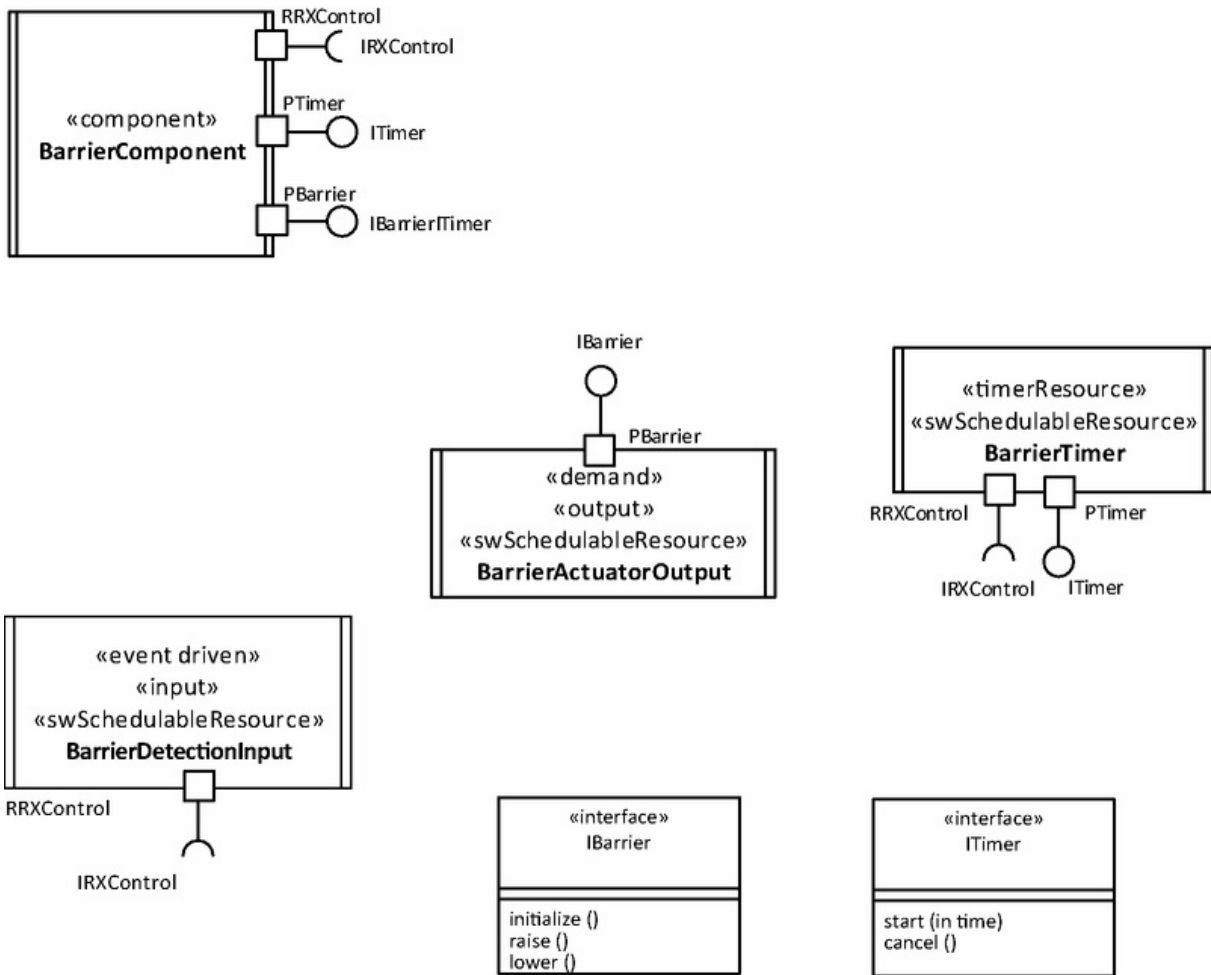 RRXControl
IRXControl
PTimer
ITimer
«component»
BarrierComponent
PBarrier
IBarrierITimer
IBarrier
PBarrier
«demand»
«output»
«swSchedulableResource»
BarrierActuatorOutput
«timerResource»
«swSchedulableResource»
BarrierTimer
RRXControl
PTimer
IRXControl
ITimer
«event driven»
«input»
«swSchedulableResource»
BarrierDetectionInput
RRXControl
IRXControl
«interface»
IBarrier
initialize ()
raise ()
lower ()
«interface»
ITimer
start (in time)
cancel ()